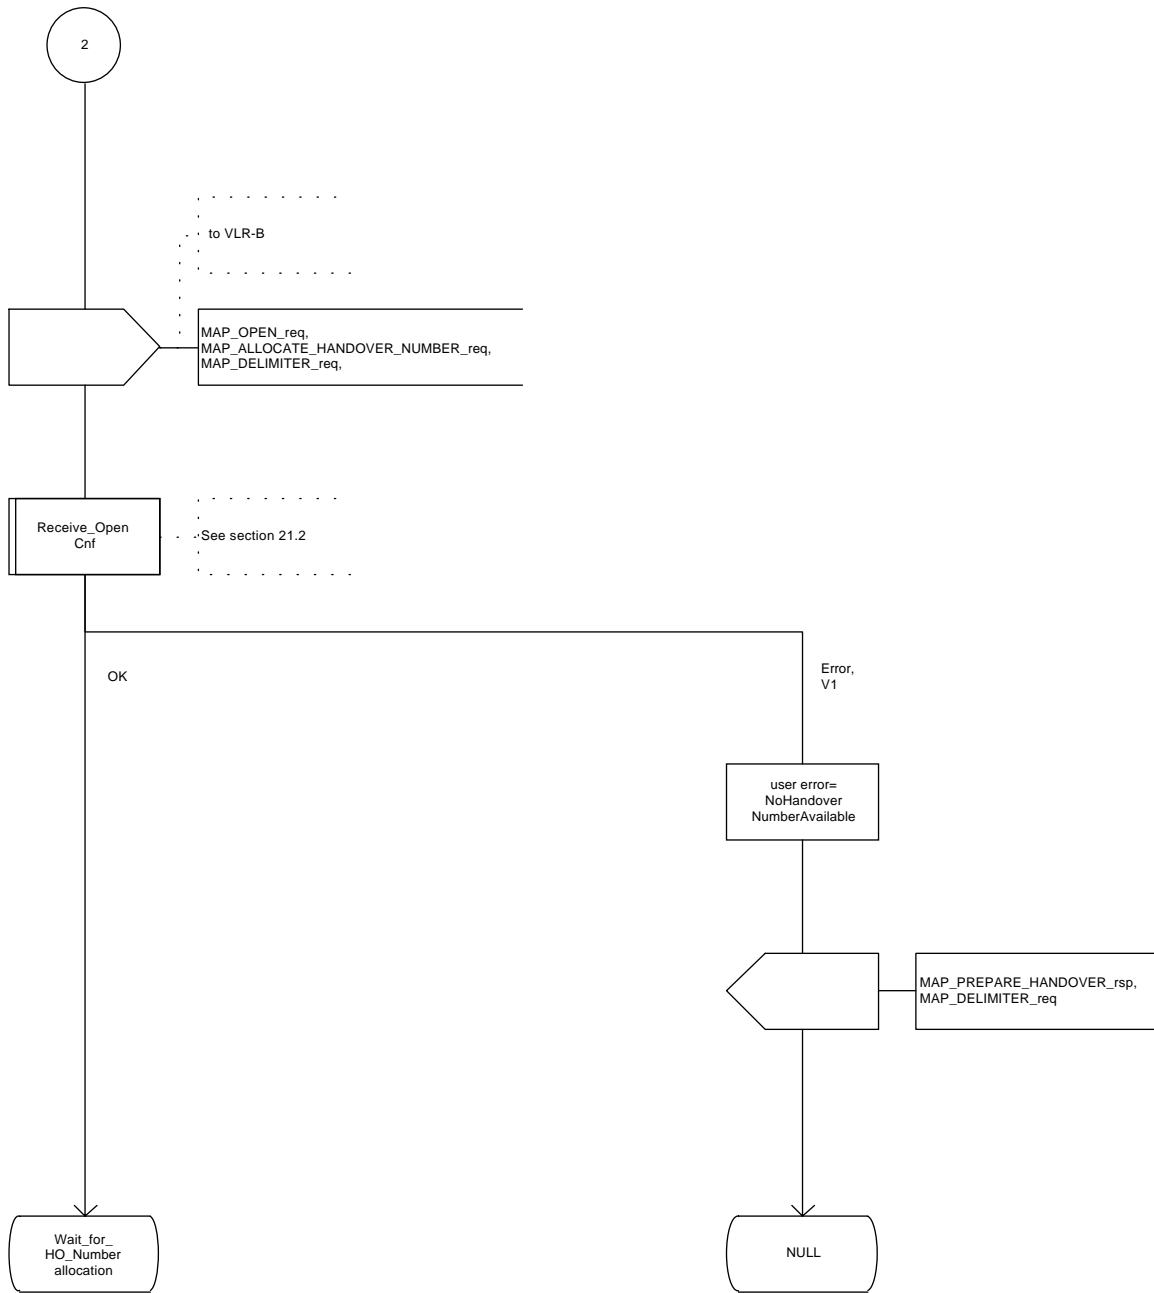 2
to VLR-B
MAP_OPEN_req,
MAP_ALLOCATE_HANDOVER_NUMBER_req,
MAP_DELIMITER_req,
Receive_Open
Cnf
See section 21.2
OK
Error,
V1
user error=
NoHandover
NumberAvailable
MAP_PREPARE_HANDOVER_rsp,
MAP_DELIMITER_req
Wait_for_
HO_Number
allocation
NULL